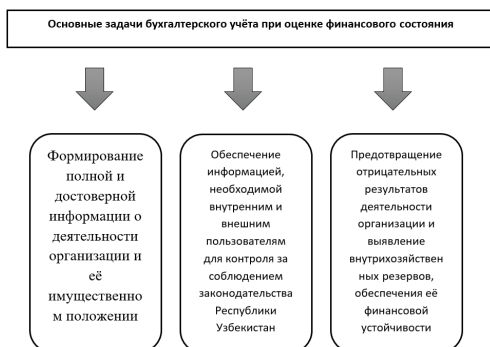 Основные задачи бухгалтерского учёта при оценке финансового состояния
Формирование
полной и
достоверной
информации о
деятельности
организации и
её
имущественно
м положении
Обеспечение
информацией,
необходимой
внутренним и
внешним
пользователям
для контроля за
соблюдением
законодательства
Республики
Узбекистан
Предотвращение
отрицательных
результатов
деятельности
организации и
выявление
внутрихозяйствен
ных резервов,
обеспечения её
финансовой
устойчивости